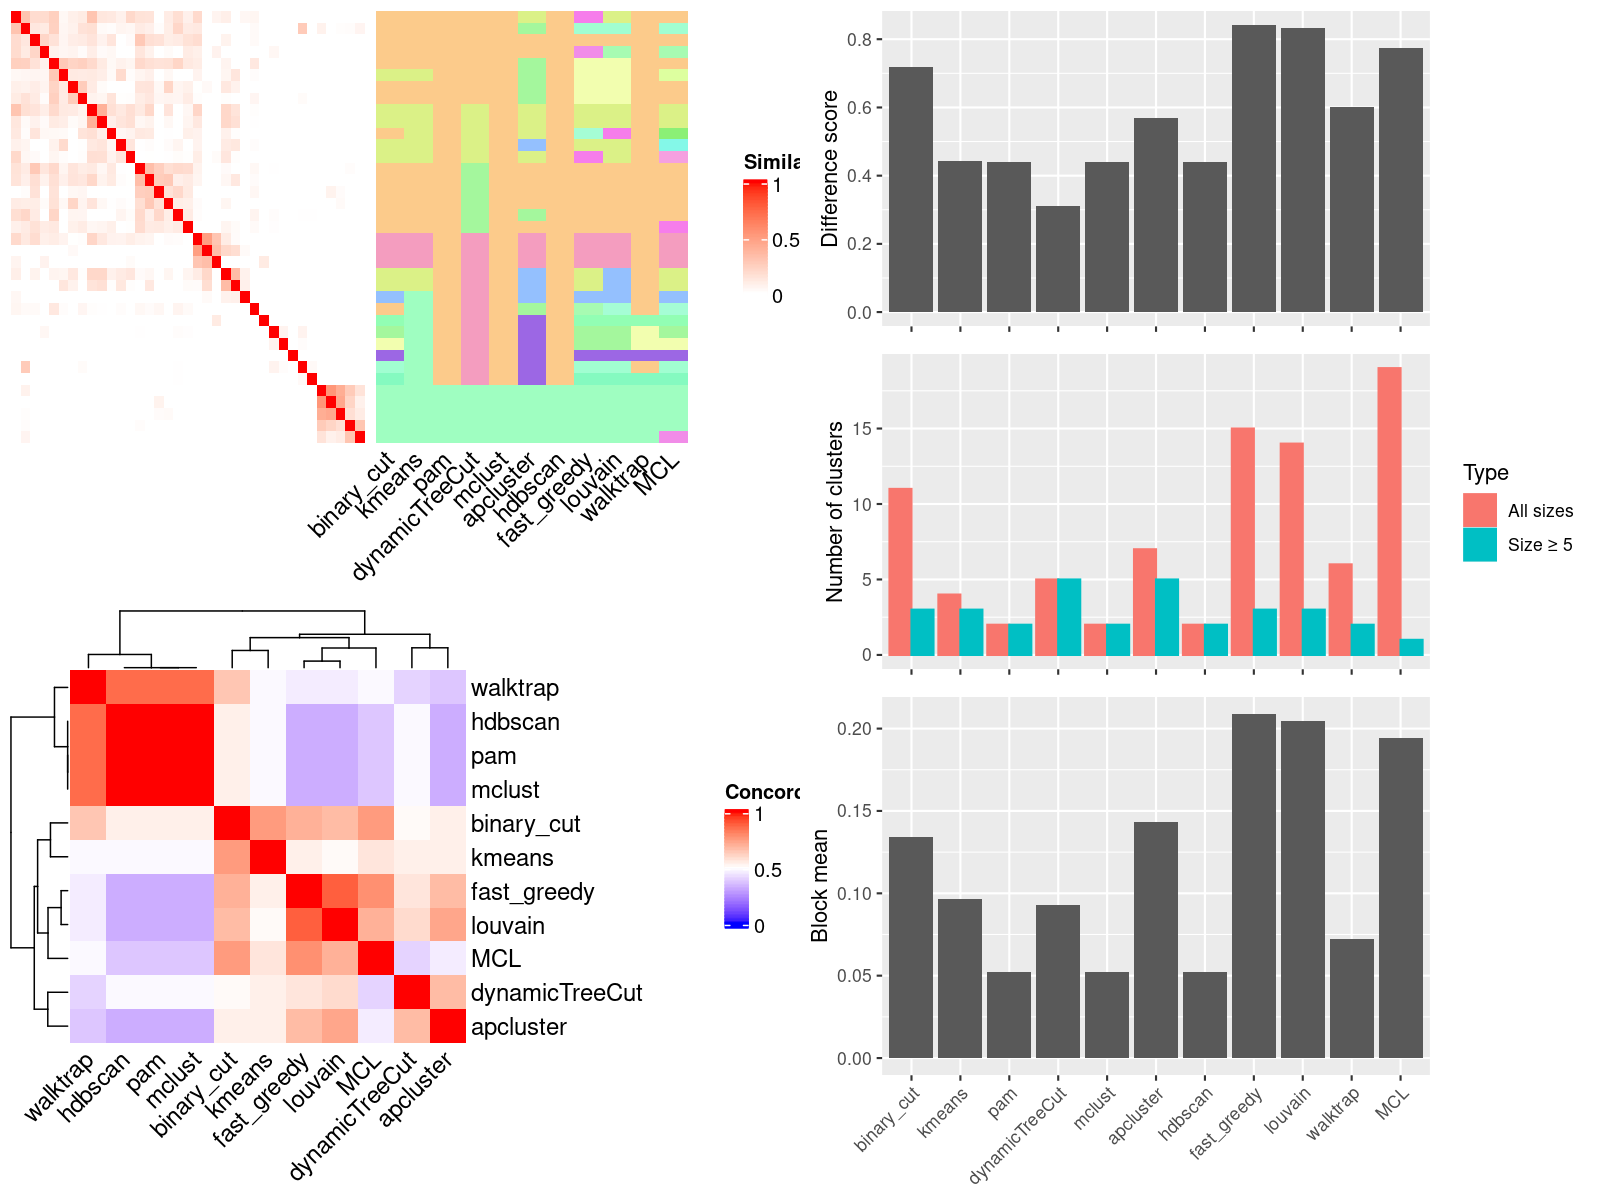 Simila
1
0.5
0
binary_cut
kmeans
pam
dynamicTreeCut
mclust
apcluster
hdbscan
fast_greedy
louvain
walktrap
MCL
walktrap
hdbscan
pam
mclust
binary_cut
kmeans
fast_greedy
louvain
MCL
dynamicTreeCut
apcluster
Concord
1
0.5
0
walktrap
hdbscan
pam
mclust
binary_cut
kmeans
fast_greedy
louvain
MCL
dynamicTreeCut
apcluster
Difference score
0.8
0.6
0.4
0.2
0.0
Number of clusters
15
10
5
0
Type
All sizes
Size ≥ 5
Block mean
0.20
0.15
0.10
0.05
0.00
binary_cut
kmeans
pam
dynamicTreeCut
mclust
apcluster
hdbscan
fast_greedy
louvain
walktrap
MCL